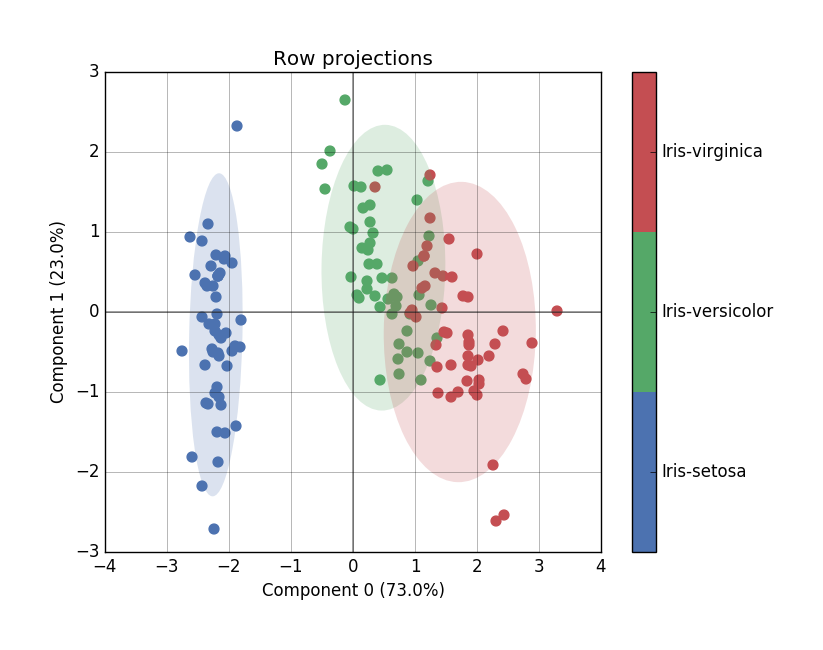 Row projections
3
2
1
0
−1
−2
−3
Component 1 (23.0%)
−4
−3
−2
−1
0
1
2
3
4
Component 0 (73.0%)
Iris-virginica
Iris-versicolor
Iris-setosa